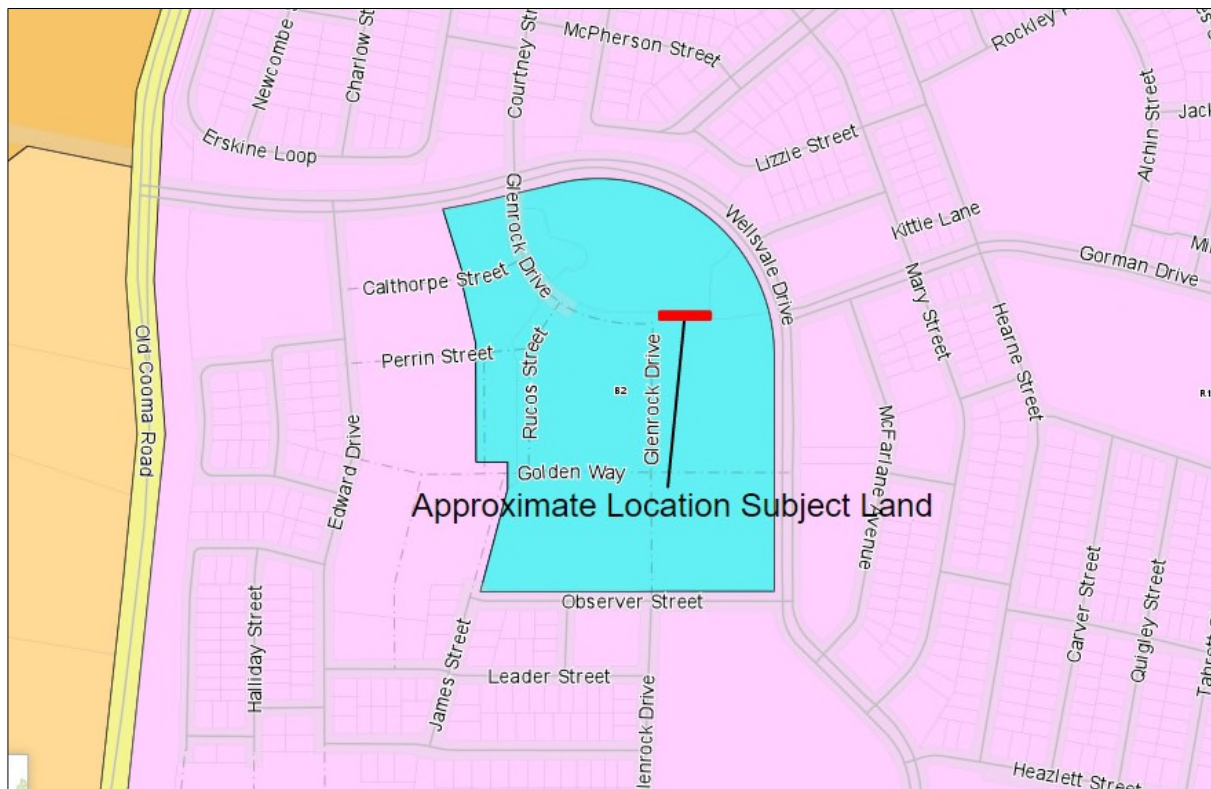 Newcombe
Charlow St
Courtney Str
McPherson Street
Rockley
Alchin Street
Jack
Erskine Loop
Lizzie Street
Kittie Lane
Glenrock Drive
Wellsvale Drive
Gorman Drive
Calthorpe Street
Mary Street
Hearne Street
Old Cooma Road
Perrin Street
Rucos Street
B2
Glenrock Drive
R1
Edward Drive
Golden Way
McFarlane Avenue
Approximate Location Subject Land
Halliday Street
James Street
Observer Street
Leader Street
Carver Street
Quigley Street
lenrock Drive
Heazlett Street